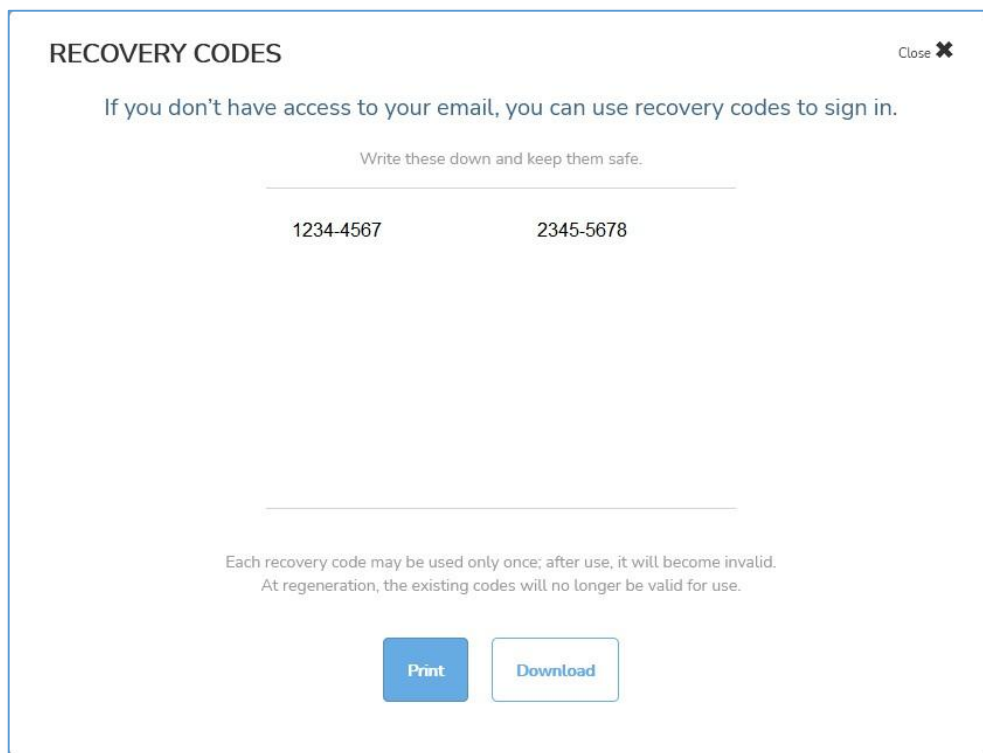 RECOVERY CODES
Close ✖
If you don’t have access to your email, you can use recovery codes to sign in.
Write these down and keep them safe.
1234-4567 2345-5678
Each recovery code may be used only once; after use, it will become invalid.
At regeneration, the existing codes will no longer be valid for use.
Print Download